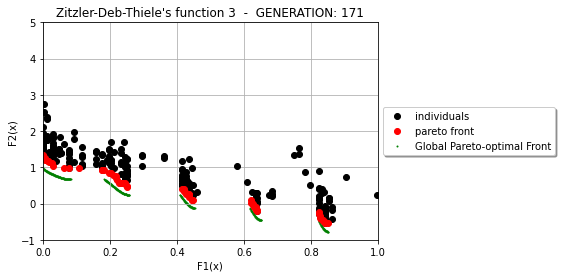 Zitzler-Deb-Thiele's function 3  -  GENERATION: 171
5
4
3
2
1
0
−1
F2(x)
0.0 0.2 0.4 0.6 0.8 1.0
F1(x)
individuals
pareto front
Global Pareto-optimal Front